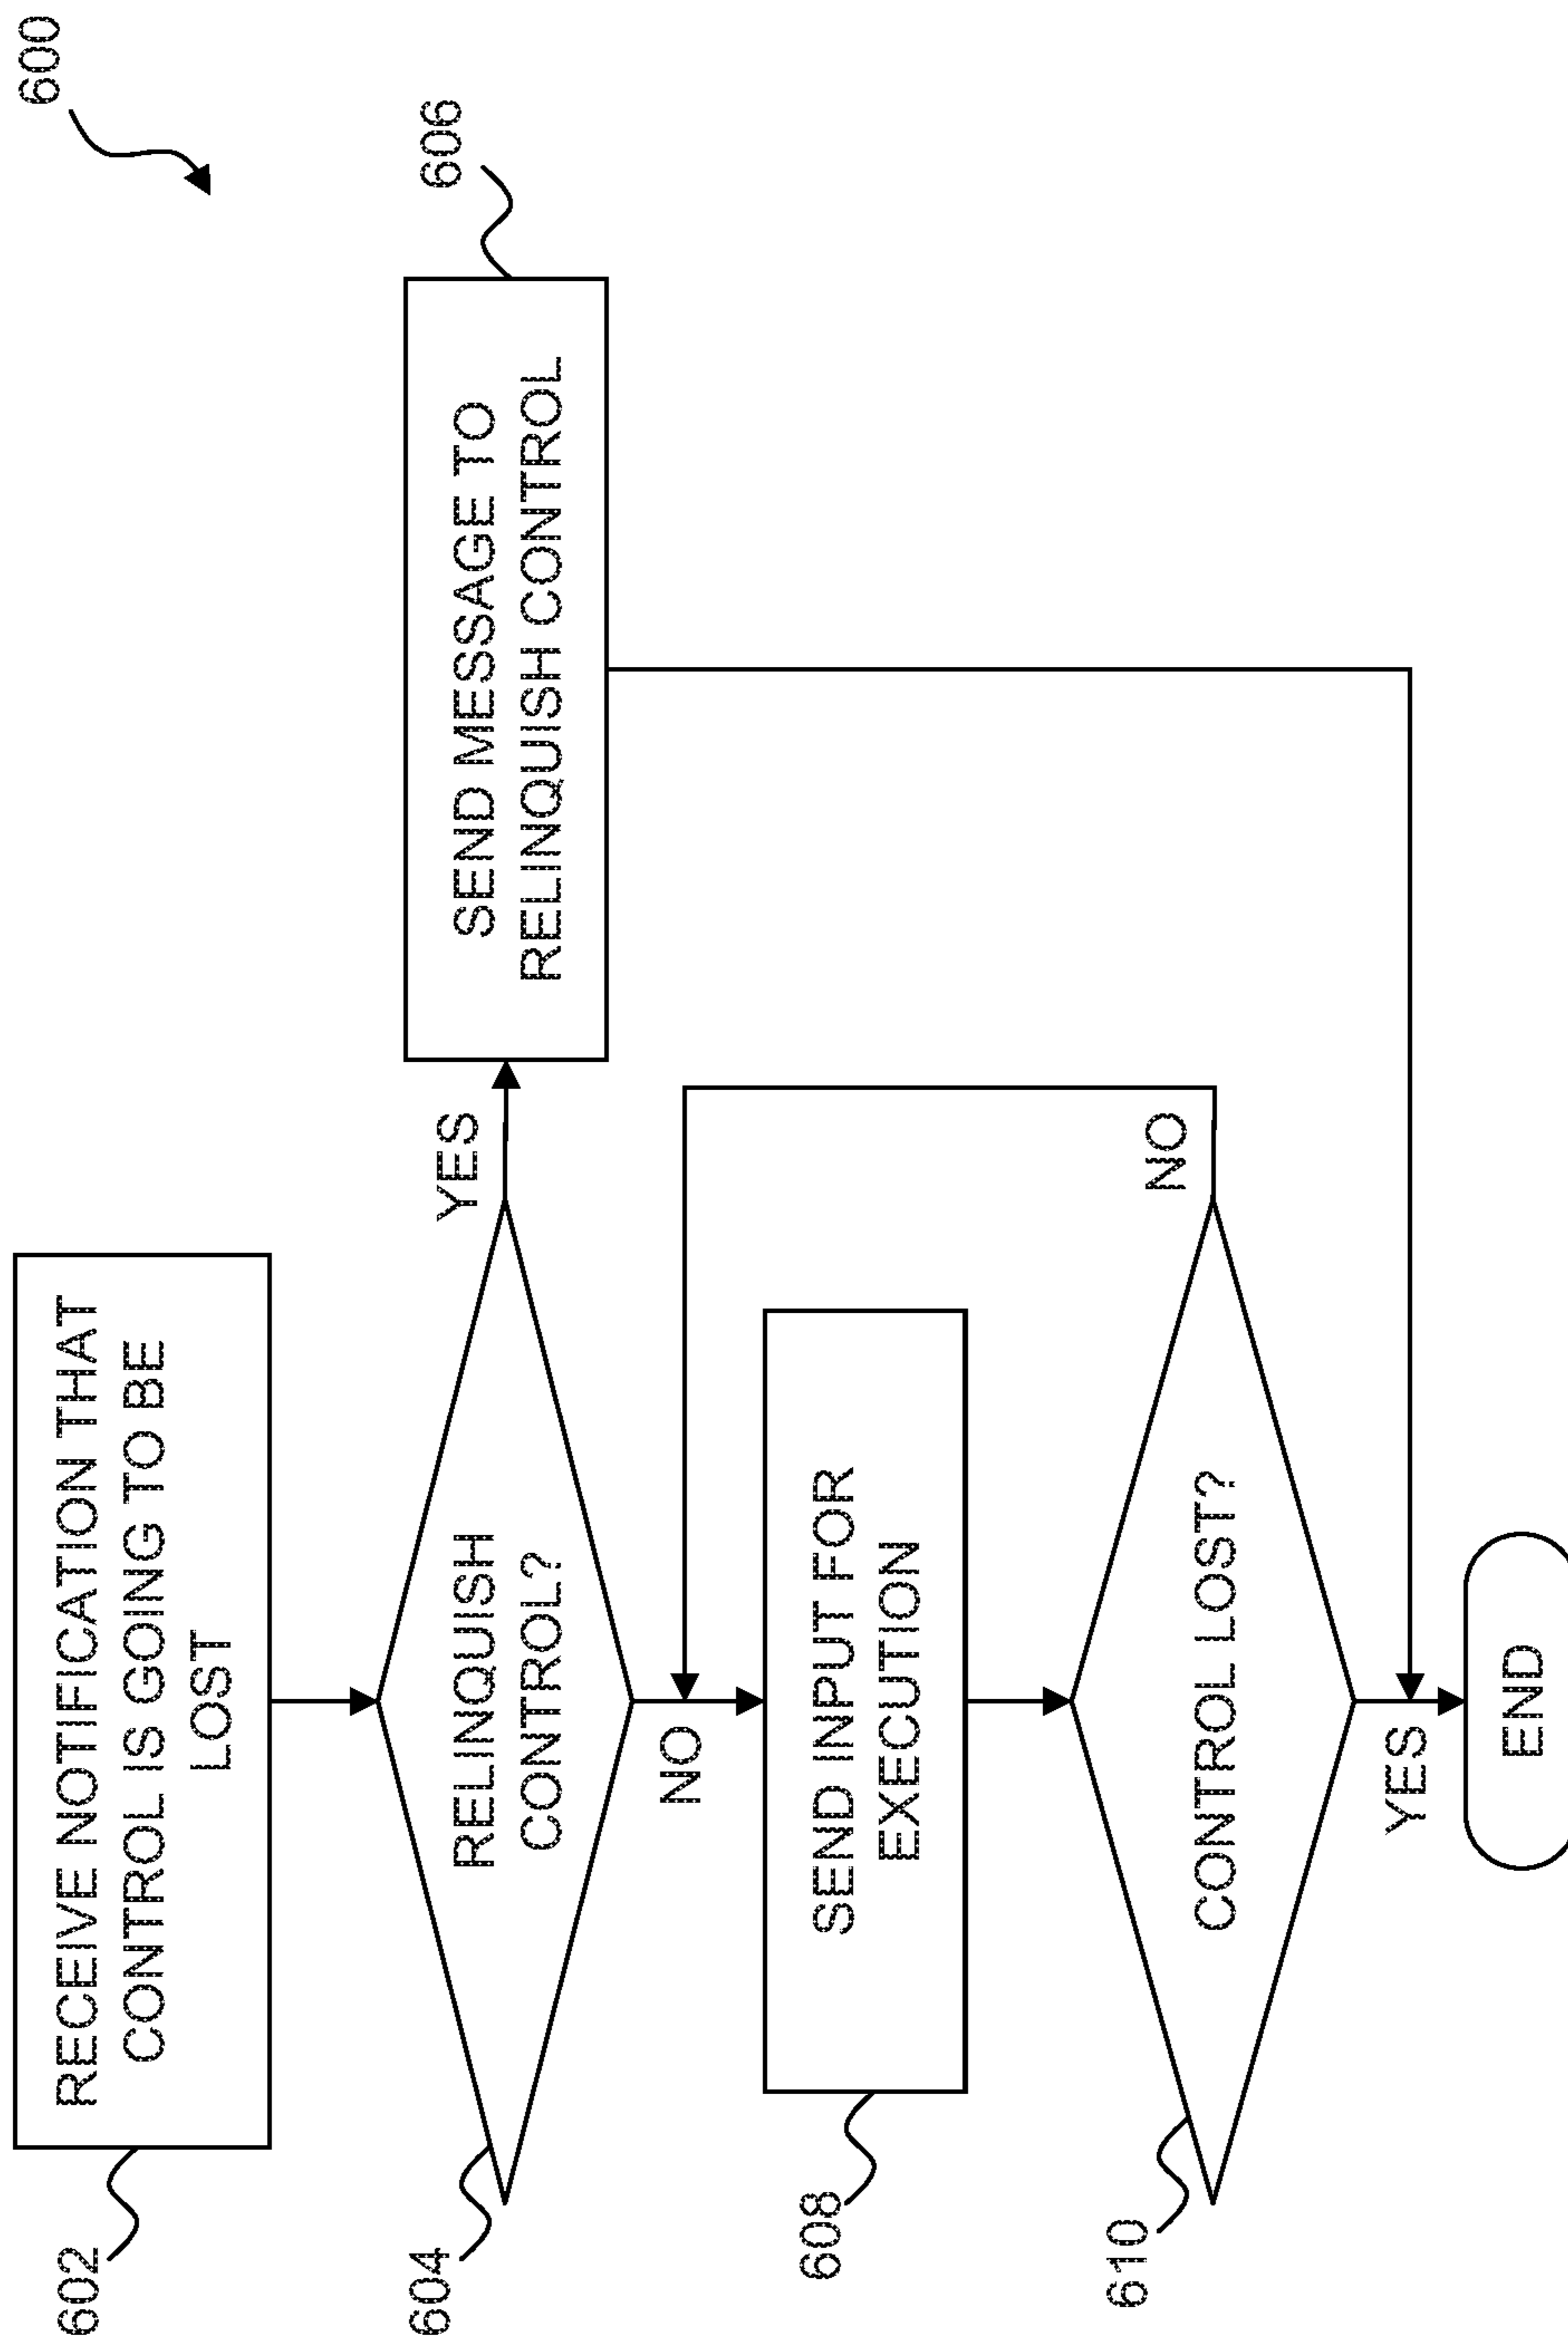 600
602
RECEIVE NOTIFICATION THAT
CONTROL IS GOING TO BE
LOST
604
RELINQUISH
CONTROL?
YES
606
SEND MESSAGE TO
RELINQUISH CONTROL
NO
608
SEND INPUT FOR
EXECUTION
610
CONTROL LOST?
NO
YES
END